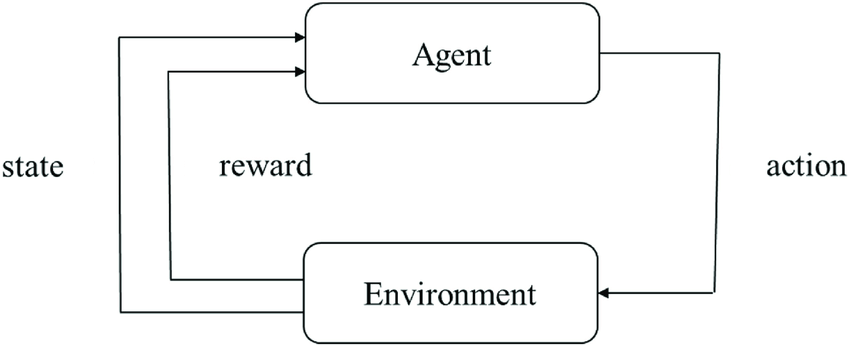 Agent
state
reward
action
Environment